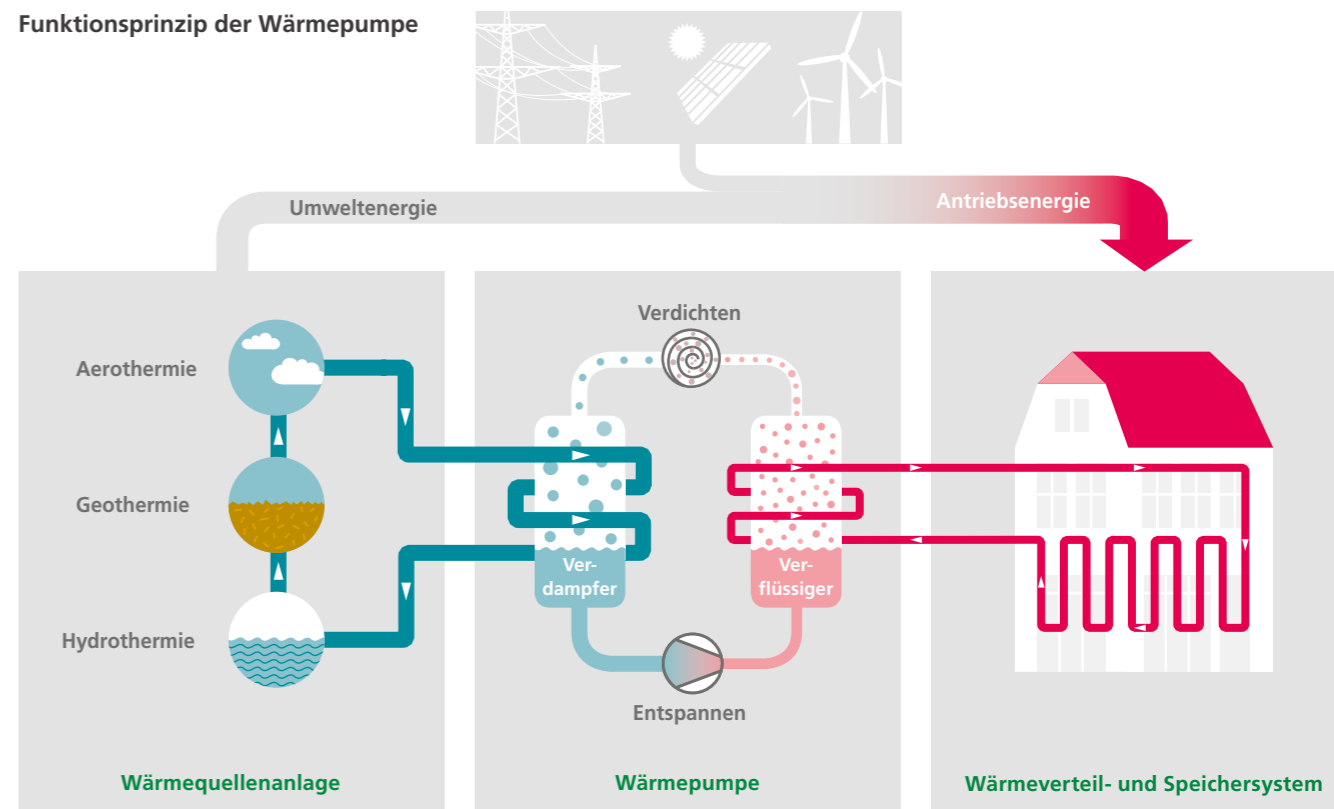 Funktionsprinzip der Wärmepumpe
Umweltenergie
Antriebsenergie
Aerothermie
Geothermie
Hydrothermie
Wärmequellenanlage
Verdichten
Ver-
dampfer
Ver-
flüssiger
Entspannen
Wärmepumpe
Wärmeverteil- und Speichersystem